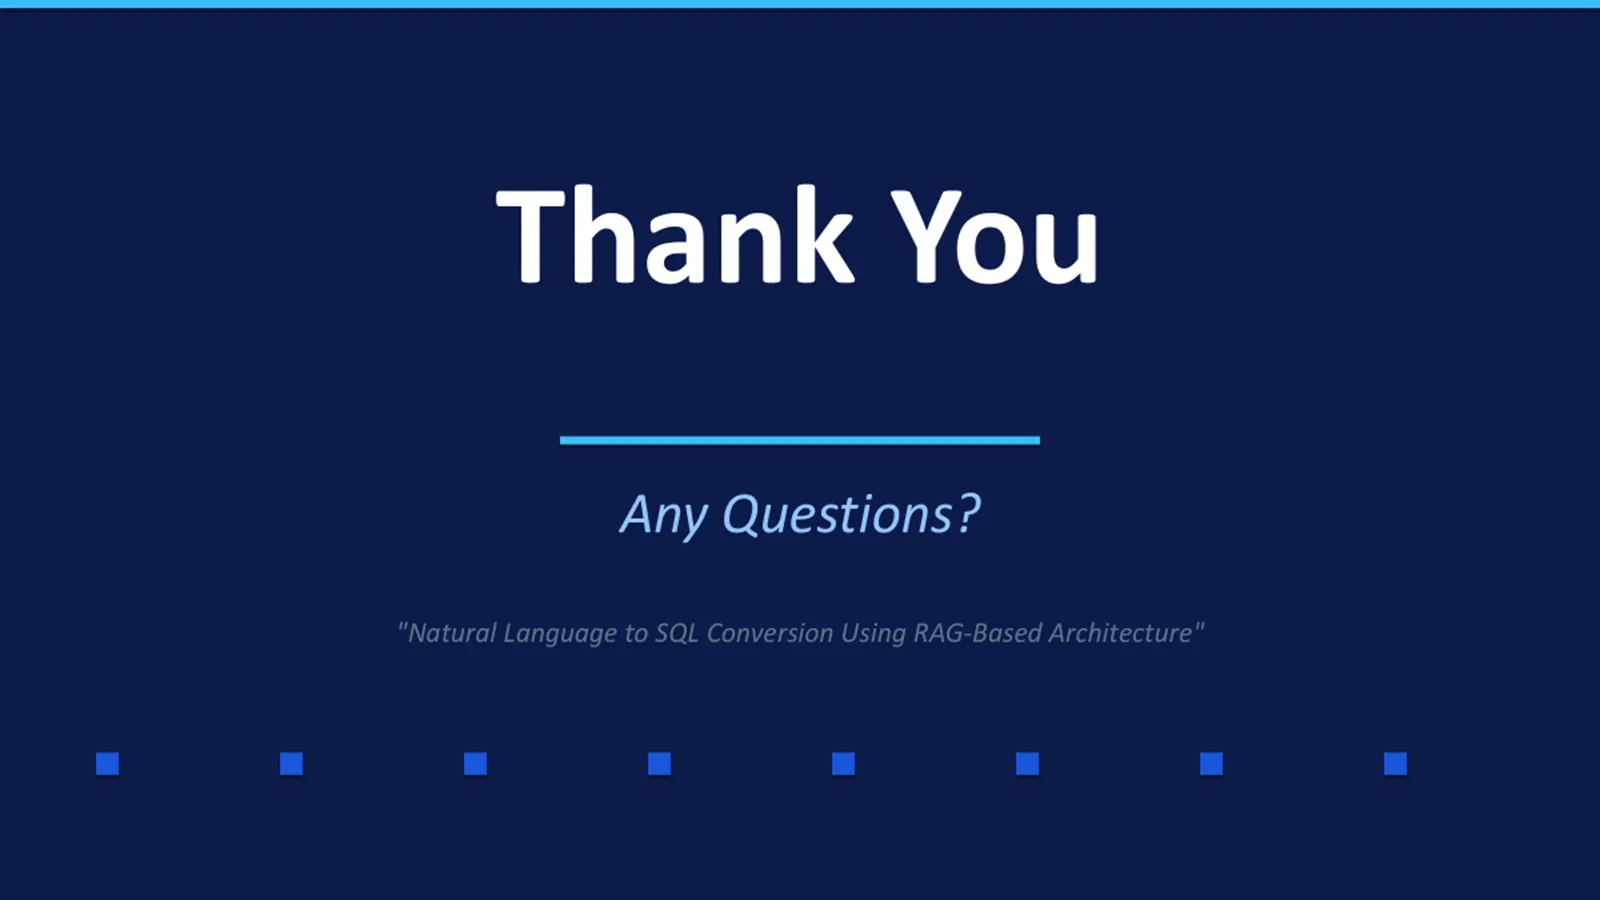 Thank You
Any Questions?
"Natural Language to SQL Conversion Using RAG-Based Architecture"